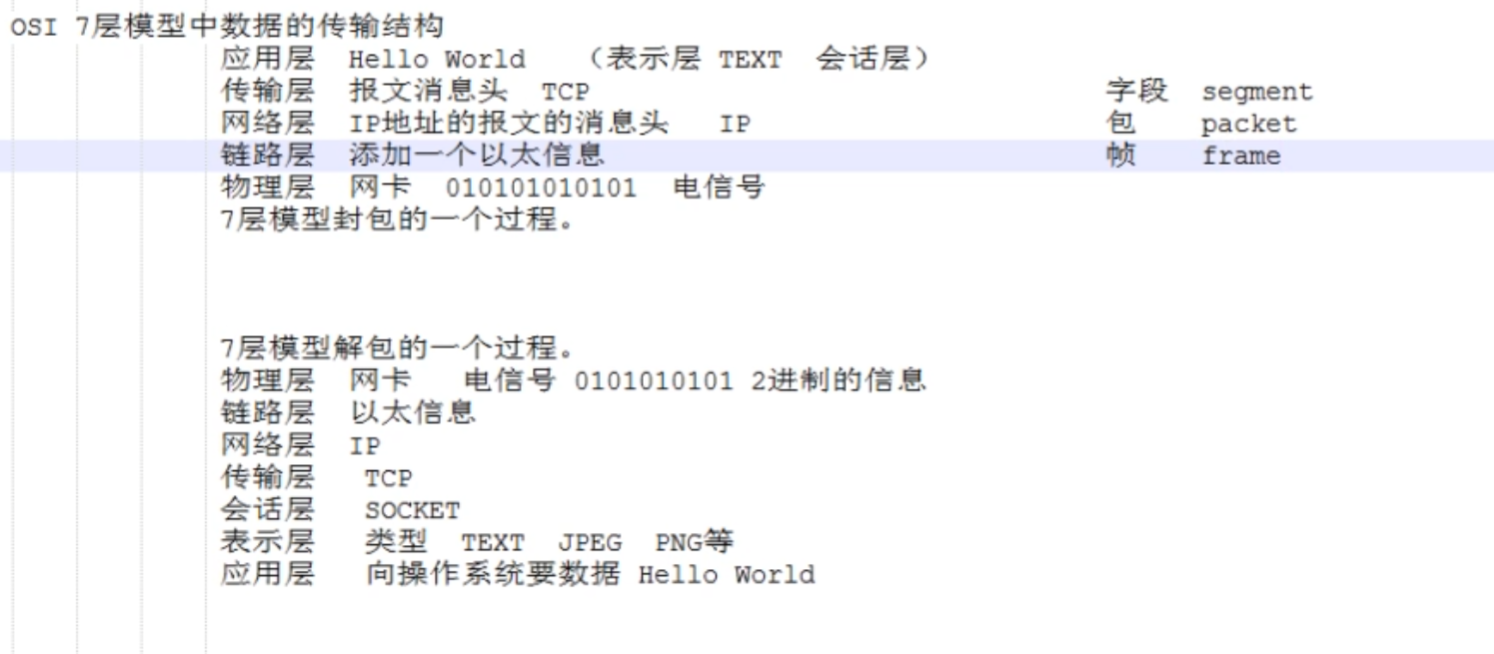 OSI 7层模型中数据的传输结构
应用层 Hello World （表示层 TEXT 会话层）
传输层 报文消息头 TCP 字段 segment
网络层 IP地址的报文的消息头 IP 包 packet
链路层 添加一个以太信息 帧 frame
物理层 网卡 010101010101 电信号
7层模型封包的一个过程。
7层模型解包的一个过程。
物理层 网卡 电信号 0101010101 2进制的信息
链路层 以太信息
网络层 IP
传输层 TCP
会话层 SOCKET
表示层 类型 TEXT JPEG PNG等
应用层 向操作系统要数据 Hello World